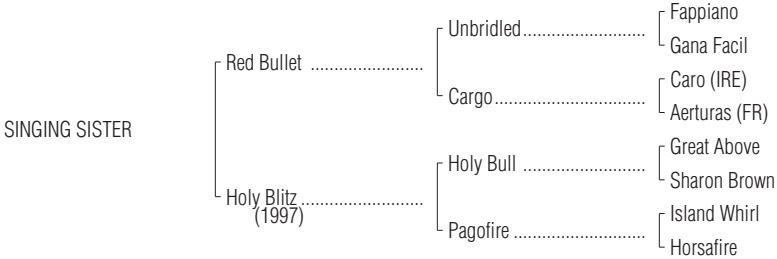 Fappiano
Unbridled
Gana Facil
Red Bullet
Caro (IRE)
Cargo
Aerturas (FR)
SINGING SISTER
Great Above
Holy Bull
Sharon Brown
Holy Blitz
(1997)
Island Whirl
Pagofire
Horsafire